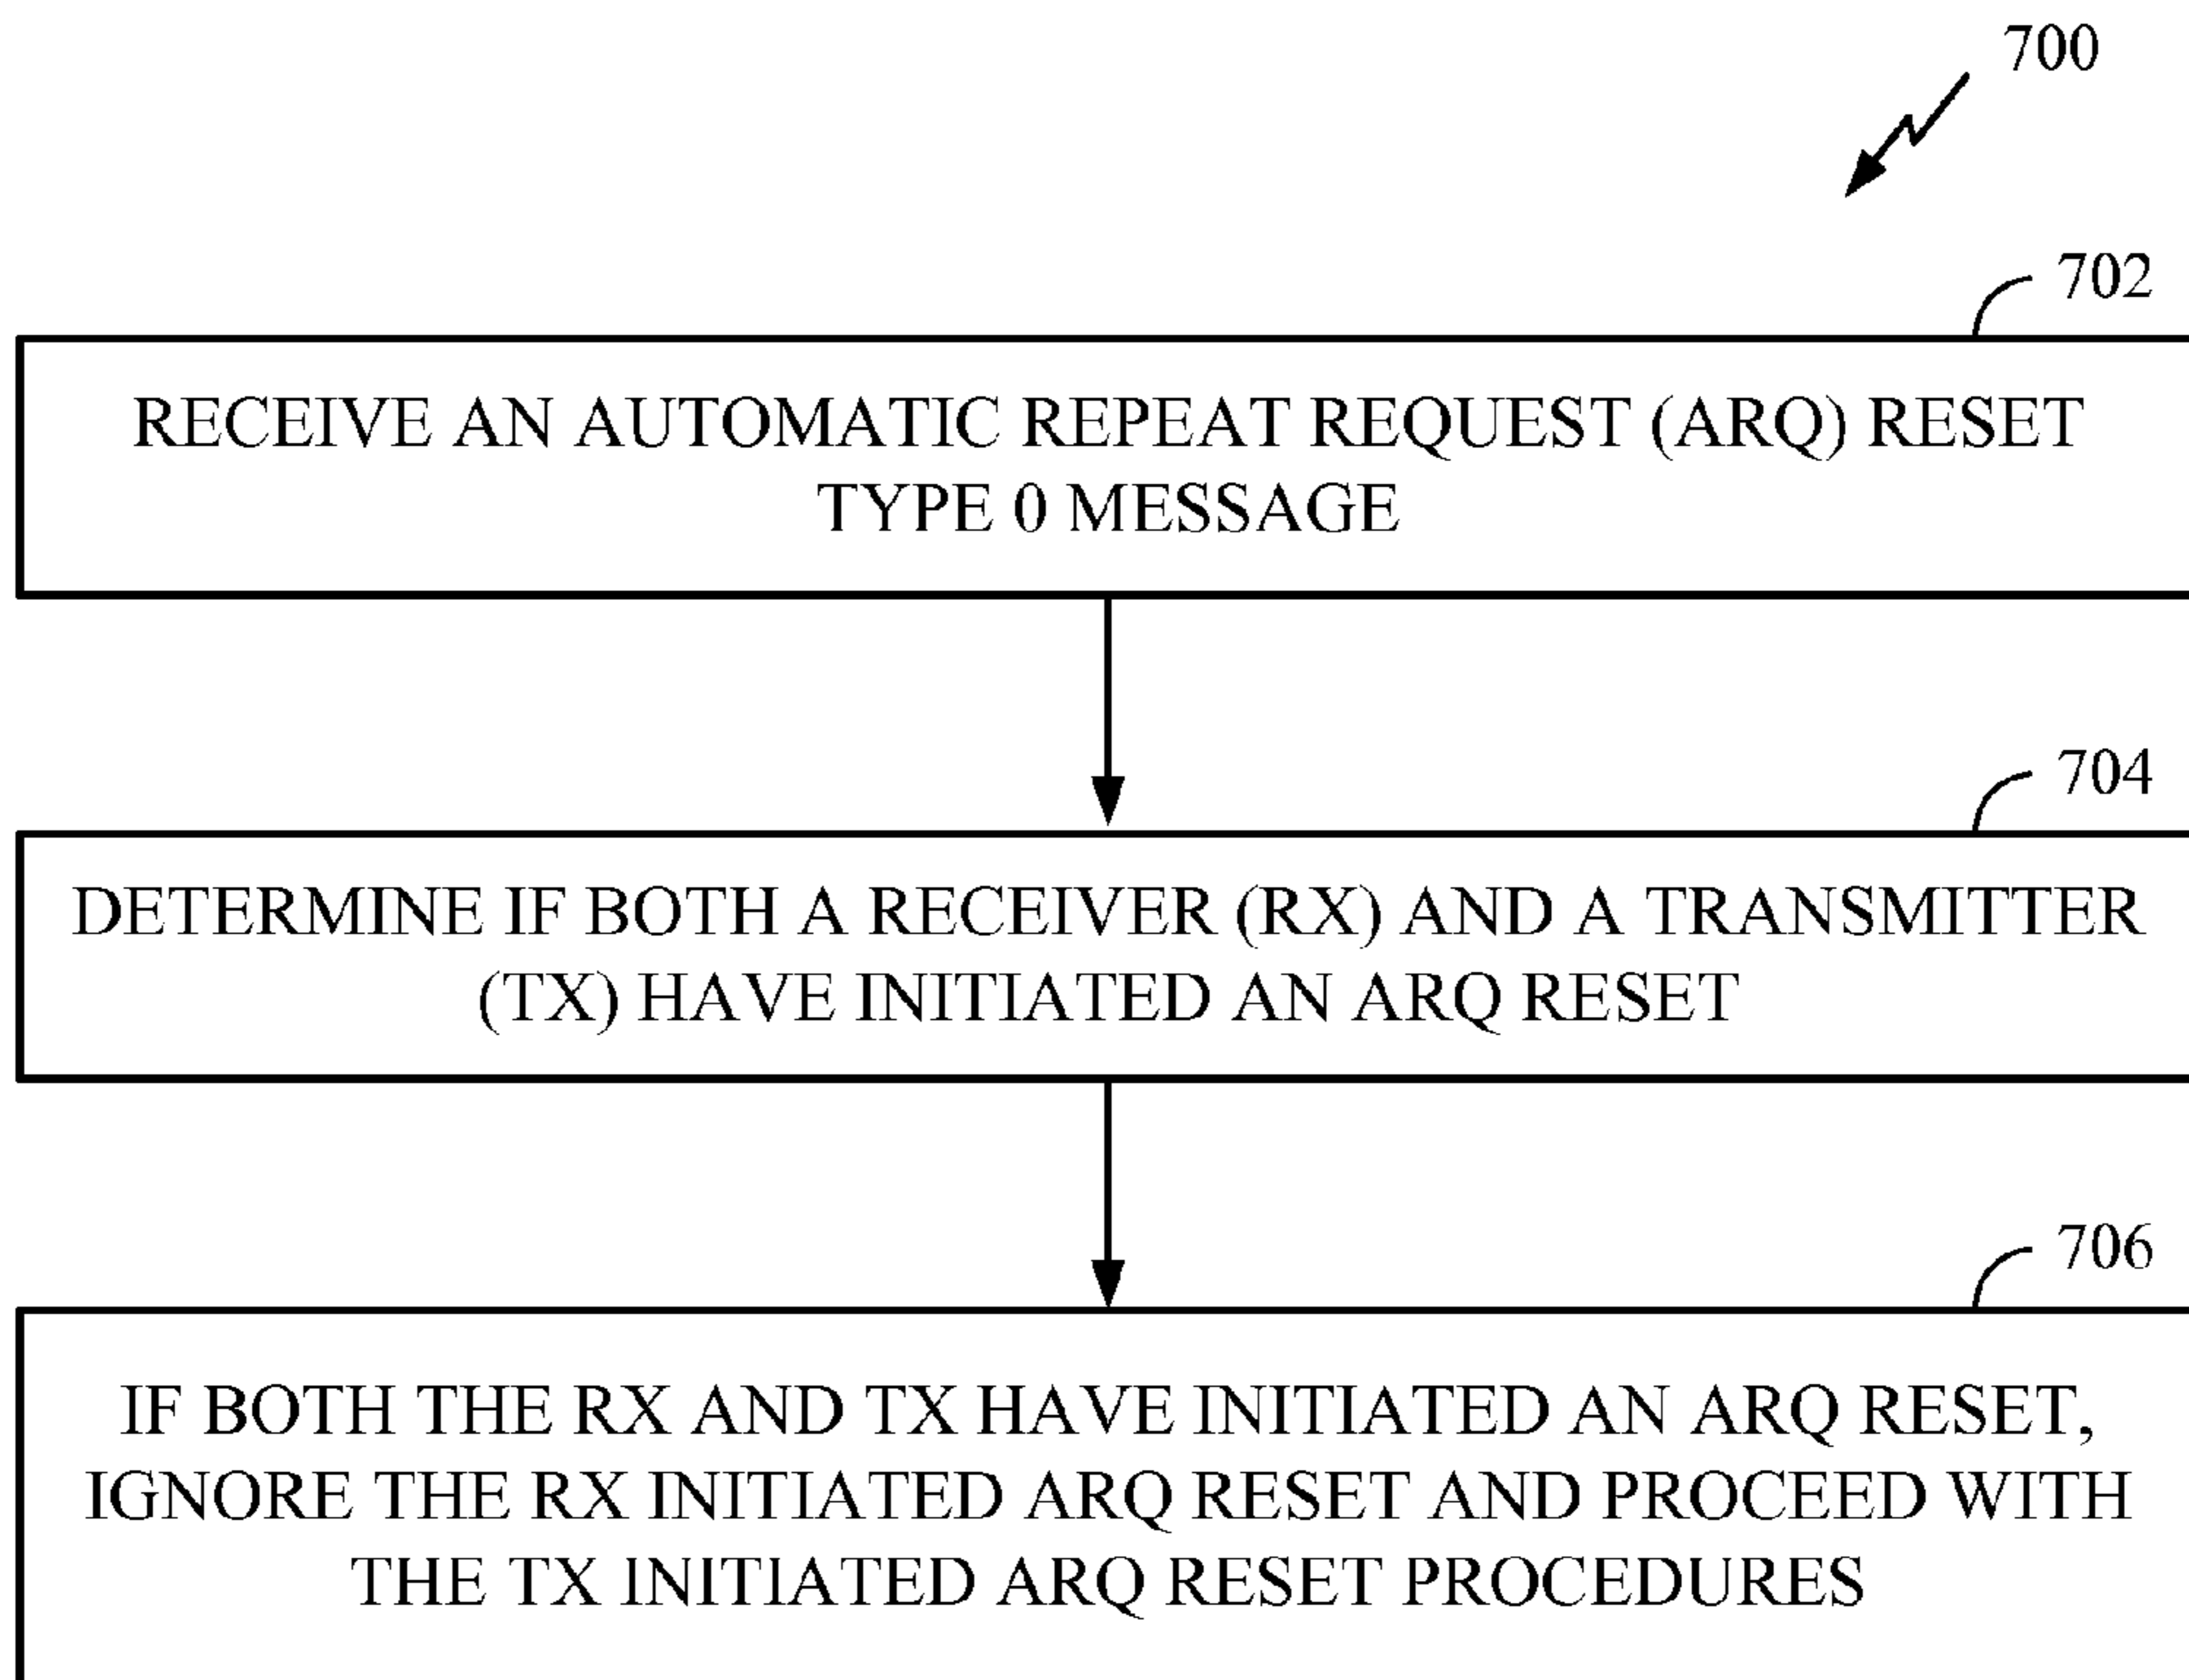 700
702
RECEIVE AN AUTOMATIC REPEAT REQUEST (ARQ) RESET
TYPE 0 MESSAGE
704
DETERMINE IF BOTH A RECEIVER (RX) AND A TRANSMITTER
(TX) HAVE INITIATED AN ARQ RESET
706
IF BOTH THE RX AND TX HAVE INITIATED AN ARQ RESET,
IGNORE THE RX INITIATED ARQ RESET AND PROCEED WITH
THE TX INITIATED ARQ RESET PROCEDURES